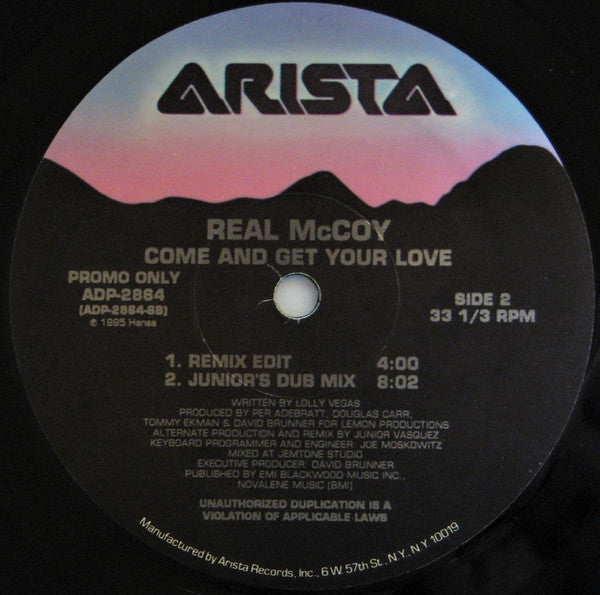 ARISTA
REAL McCOY
COME AND GET YOUR LOVE
PROMO ONLY
ADP-2864
(ADP-2864-SB)
℗ 1995 Hansa
SIDE 2
33 1/3 RPM
1. REMIX EDIT 4:00
2. JUNIOR'S DUB MIX 8:02
WRITTEN BY LOLLY VEGAS
PRODUCED BY PER ADEBRATT, DOUGLAS CARR,
TOMMY EKMAN & DAVID BRUNNER FOR LEMON PRODUCTIONS
ALTERNATE PRODUCTION AND REMIX BY JUNIOR VASQUEZ
KEYBOARD PROGRAMMER AND ENGINEER: JOE MOSKOWITZ
MIXED AT JEMTONE STUDIO
EXECUTIVE PRODUCER: DAVID BRUNNER
PUBLISHED BY EMI BLACKWOOD MUSIC INC.,
NOVALENE MUSIC (BMI)
UNAUTHORIZED DUPLICATION IS A
VIOLATION OF APPLICABLE LAWS
Manufactured by Arista Records, Inc., 6 W. 57th St., N.Y., N.Y. 10019